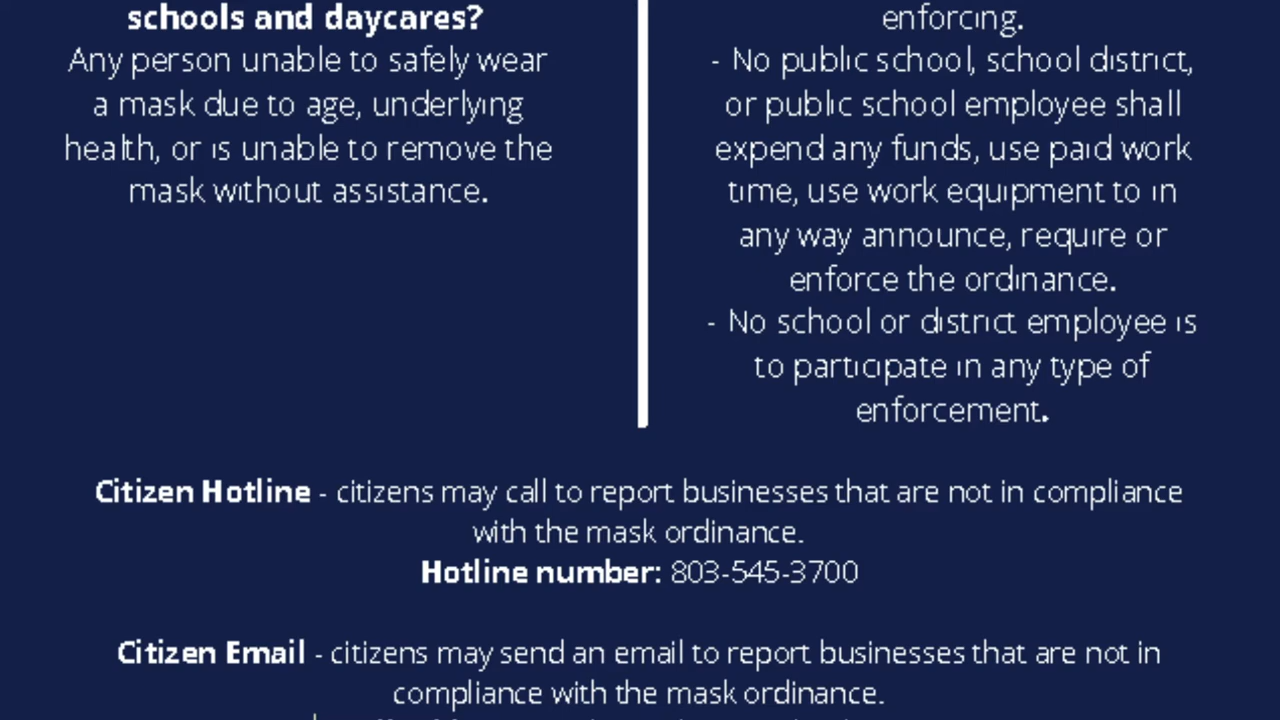 schools and daycares?
Any person unable to safely wear
a mask due to age, underlying
health, or is unable to remove the
mask without assistance.
enforcing.
- No public school, school district,
or public school employee shall
expend any funds, use paid work
time, use work equipment to in
any way announce, require or
enforce the ordinance.
- No school or district employee is
to participate in any type of
enforcement.
Citizen Hotline - citizens may call to report businesses that are not in compliance
with the mask ordinance.
Hotline number: 803-545-3700
Citizen Email - citizens may send an email to report businesses that are not in
compliance with the mask ordinance.